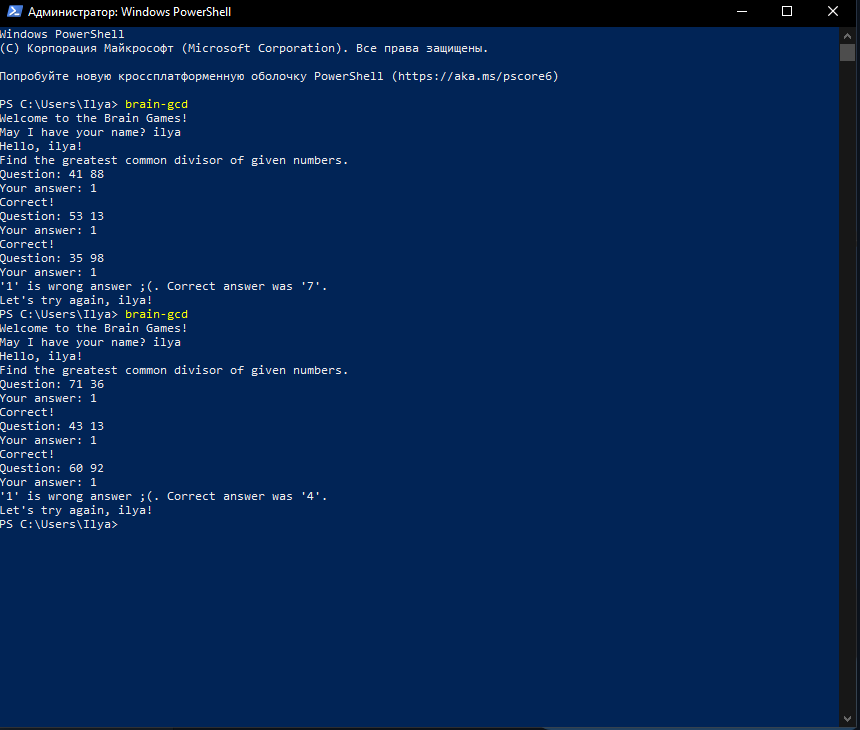 Администратор: Windows PowerShell
Windows PowerShell
(C) Корпорация Майкрософт (Microsoft Corporation). Все права защищены.
Попробуйте новую кроссплатформенную оболочку PowerShell (https://aka.ms/pscore6)
PS C:\Users\Ilya> brain-gcd
Welcome to the Brain Games!
May I have your name? ilya
Hello, ilya!
Find the greatest common divisor of given numbers.
Question: 41 88
Your answer: 1
Correct!
Question: 53 13
Your answer: 1
Correct!
Question: 35 98
Your answer: 1
'1' is wrong answer ;(. Correct answer was '7'.
Let's try again, ilya!
PS C:\Users\Ilya> brain-gcd
Welcome to the Brain Games!
May I have your name? ilya
Hello, ilya!
Find the greatest common divisor of given numbers.
Question: 71 36
Your answer: 1
Correct!
Question: 43 13
Your answer: 1
Correct!
Question: 60 92
Your answer: 1
'1' is wrong answer ;(. Correct answer was '4'.
Let's try again, ilya!
PS C:\Users\Ilya>